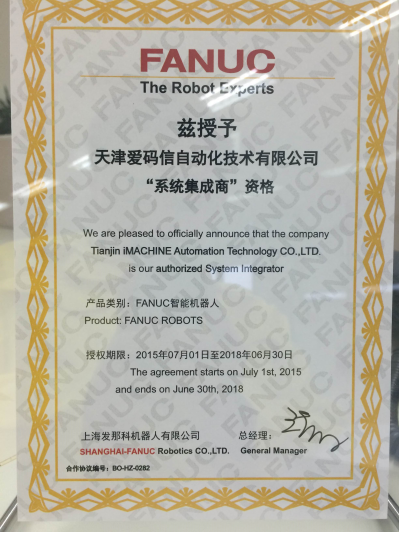 FANUC
The Robot Experts
兹授予
天津爱码信自动化技术有限公司
“系统集成商”资格
We are pleased to officially announce that the company
Tianjin iMACHINE Automation Technology CO.,LTD.
is our authorized System Integrator
产品类别：FANUC智能机器人
Product: FANUC ROBOTS
授权期限：2015年07月01日至2018年06月30日
The agreement starts on July 1st, 2015
and ends on June 30th, 2018
上海发那科机器人有限公司 总经理：
SHANGHAI-FANUC Robotics CO.,LTD. General Manager
合作协议编号：BO-HZ-0282